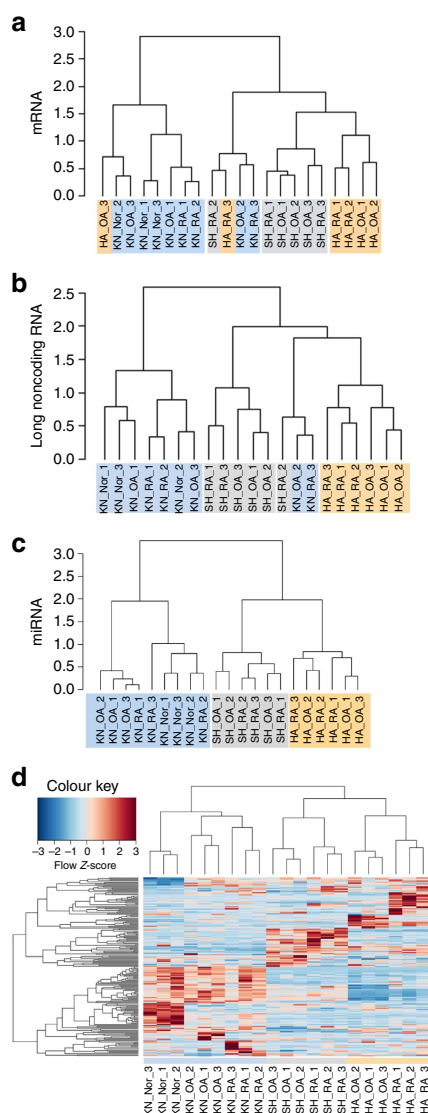 a
3.0
2.5
2.0
1.5
1.0
0.5
0.0
mRNA
HA_OA_3
KN_Nor_2
KN_OA_3
KN_Nor_1
KN_Nor_3
KN_OA_1
KN_RA_1
KN_RA_2
SH_RA_2
HA_RA_3
KN_OA_2
KN_RA_3
SH_RA_1
SH_OA_1
SH_OA_2
SH_OA_3
SH_RA_3
HA_RA_1
HA_RA_2
HA_OA_1
HA_OA_2
b
2.5
2.0
1.5
1.0
0.5
0.0
Long noncoding RNA
KN_Nor_1
KN_Nor_3
KN_OA_1
KN_RA_1
KN_RA_2
KN_Nor_2
KN_OA_3
SH_RA_1
SH_RA_3
SH_OA_3
SH_OA_1
SH_OA_2
SH_RA_2
KN_OA_2
KN_RA_3
HA_RA_3
HA_RA_1
HA_RA_2
HA_OA_3
HA_OA_1
HA_OA_2
c
3.0
2.5
2.0
1.5
1.0
0.5
0.0
miRNA
KN_OA_2
KN_OA_1
KN_OA_3
KN_RA_1
KN_RA_3
KN_Nor_1
KN_Nor_3
KN_Nor_2
KN_RA_2
SH_OA_1
SH_OA_2
SH_RA_2
SH_RA_3
SH_OA_3
SH_RA_1
HA_RA_3
HA_OA_2
HA_RA_2
HA_RA_1
HA_OA_1
HA_OA_3
d
Colour key
−3 −2 −1 0 1 2 3
Flow Z-score
KN_Nor_3
KN_Nor_1
KN_Nor_2
KN_OA_2
KN_OA_1
KN_OA_3
KN_RA_3
KN_RA_1
KN_RA_2
SH_OA_3
SH_OA_1
SH_OA_2
SH_RA_1
SH_RA_3
SH_RA_2
HA_OA_2
HA_OA_1
HA_OA_3
HA_RA_1
HA_RA_2
HA_RA_3